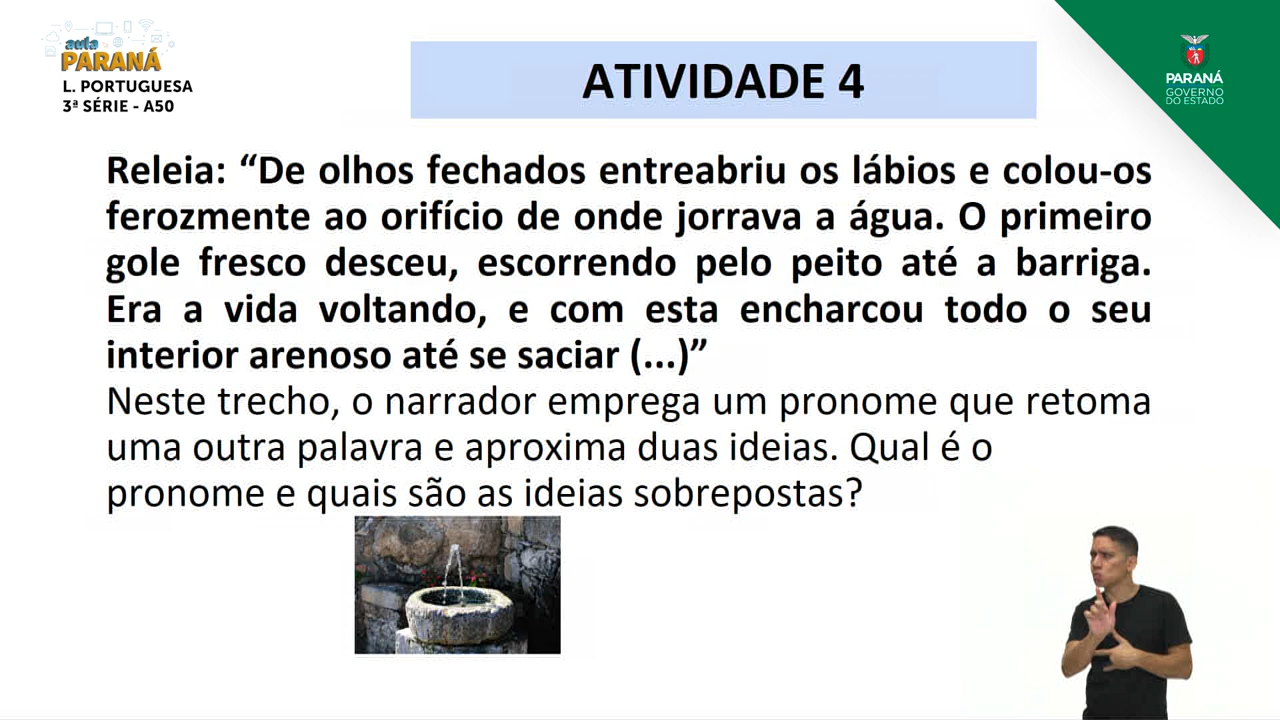 aula
PARANÁ
L. PORTUGUESA
3ª SÉRIE - A50
ATIVIDADE 4
PARANÁ
GOVERNO
DO ESTADO
Releia: “De olhos fechados entreabriu os lábios e colou-os
ferozmente ao orifício de onde jorrava a água. O primeiro
gole fresco desceu, escorrendo pelo peito até a barriga.
Era a vida voltando, e com esta encharcou todo o seu
interior arenoso até se saciar (...)”
Neste trecho, o narrador emprega um pronome que retoma
uma outra palavra e aproxima duas ideias. Qual é o
pronome e quais são as ideias sobrepostas?